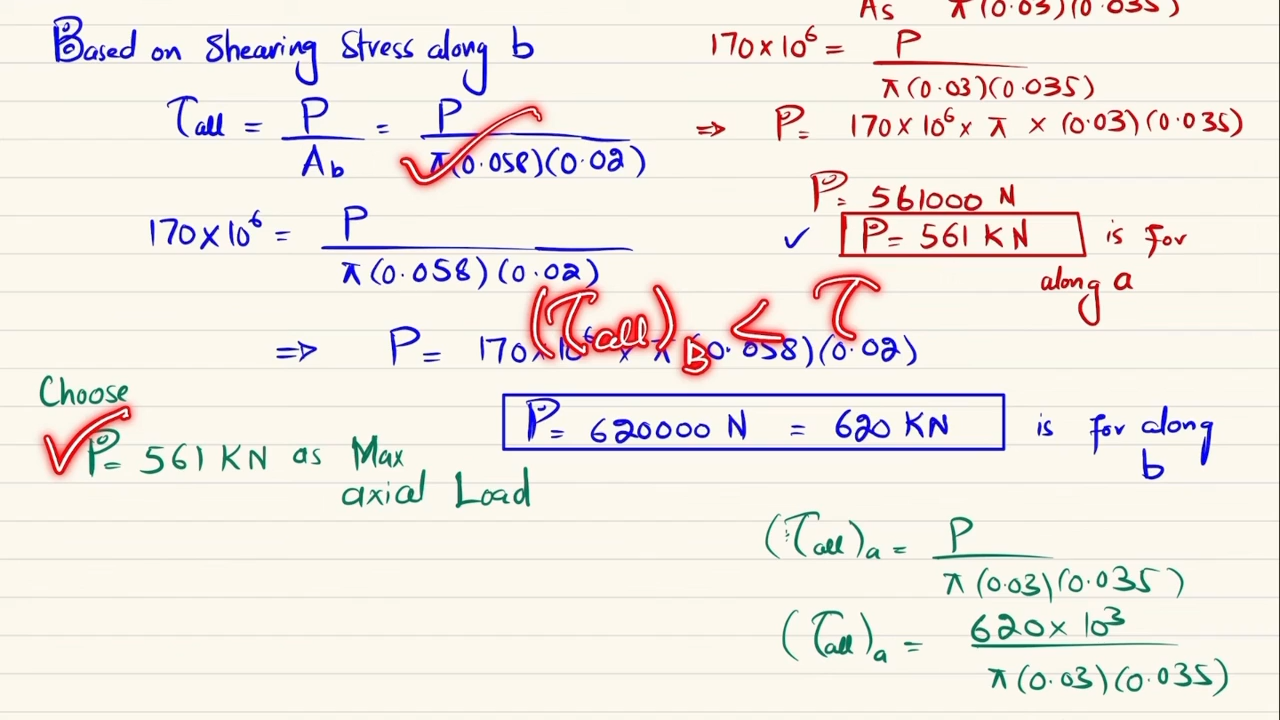 Based on Shearing Stress along b
τall = P / Ab = P / π(0.058)(0.02)
170×10⁶ = P / π(0.058)(0.02)
⇒ P = 170×10⁶ × π (0.058)(0.02)
P = 620000 N = 620 KN is for along b
As π(0.03)(0.035)
170×10⁶ = P / π(0.03)(0.035)
⇒ P = 170×10⁶ × π × (0.03)(0.035)
P = 561000 N
✓ P = 561 KN is for along a
(τall)B < τ
Choose
✓ P = 561 KN as Max
axial Load
(τall)a = P / π(0.03)(0.035)
(τall)a = 620×10³ / π(0.03)(0.035)